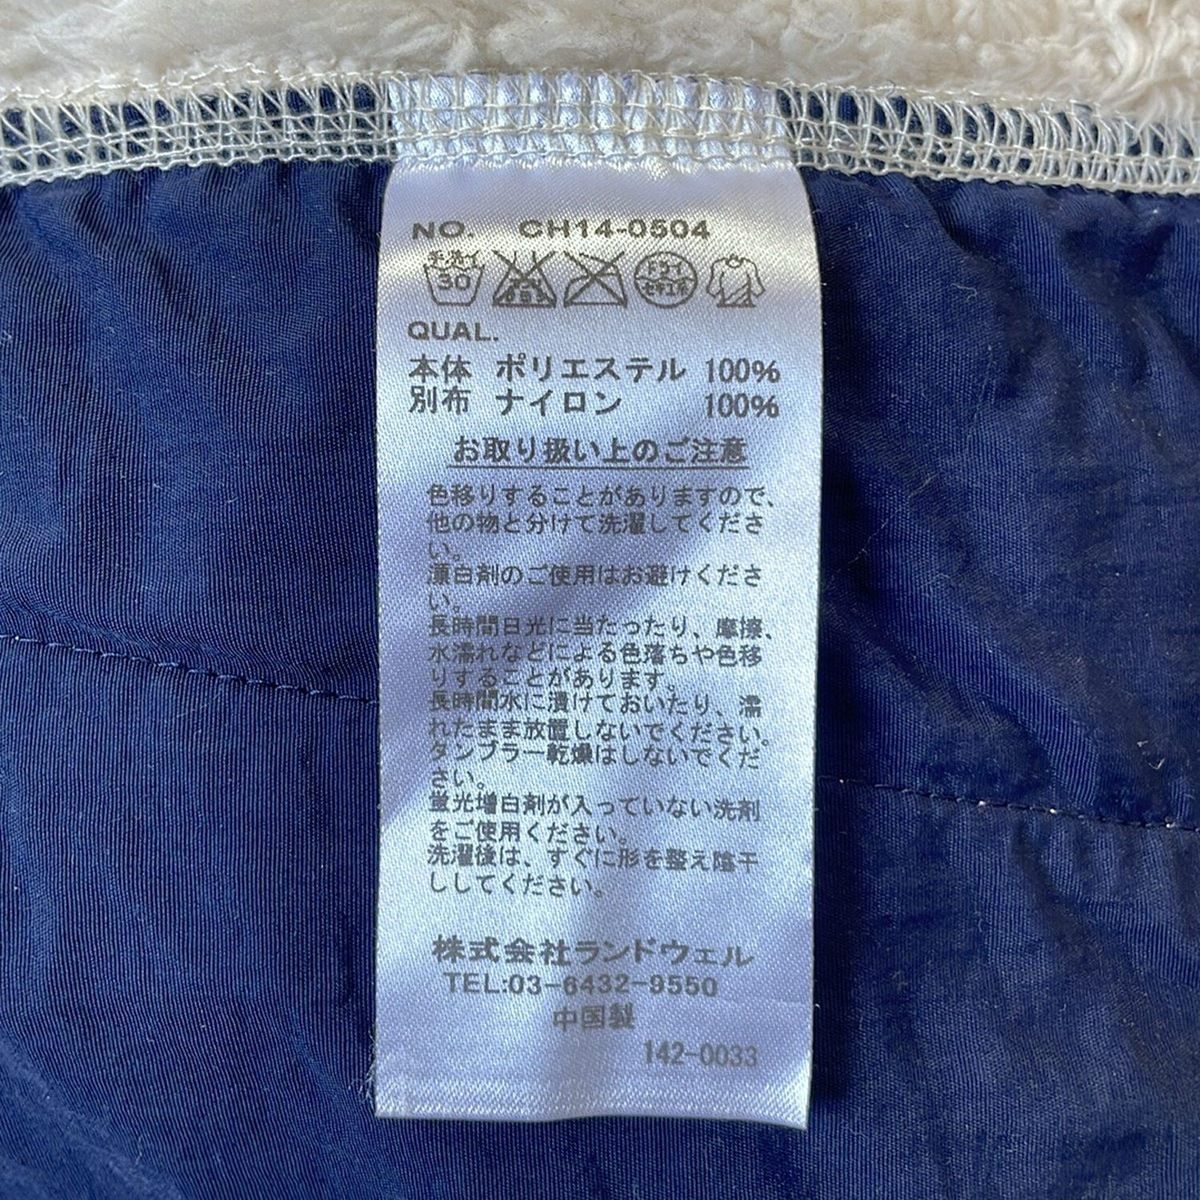 NO. CH14-0504
手洗イ
30
エンソ
サラシ
ドライ
セキユ系
QUAL.
本体 ポリエステル 100%
別布 ナイロン 100%
お取り扱い上のご注意
色移りすることがありますので、
他の物と分けて洗濯してくださ
い。
漂白剤のご使用はお避けくださ
い。
長時間日光に当たったり、摩擦、
水濡れなどによる色落ちや色移
りすることがあります。
長時間水に漬けておいたり、濡
れたまま放置しないでください。
タンブラー乾燥はしないでくだ
さい。
蛍光増白剤が入っていない洗剤
をご使用ください。
洗濯後は、すぐに形を整え陰干
ししてください。
株式会社ランドウェル
TEL:03-6432-9550
中国製
142-0033